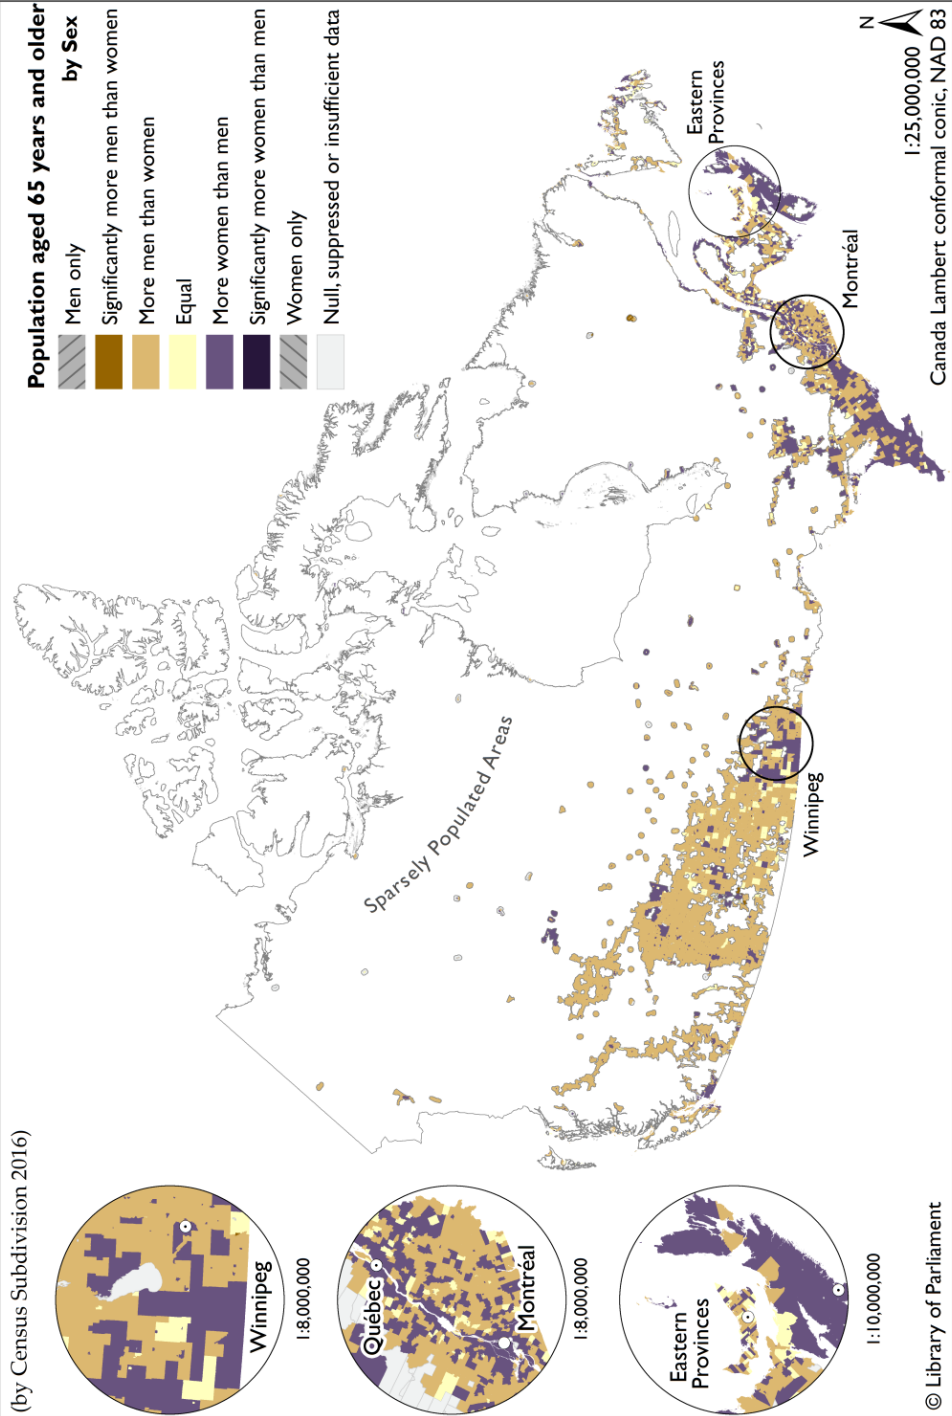 (by Census Subdivision 2016)
Population aged 65 years and older
by Sex
Men only
Significantly more men than women
More men than women
Equal
More women than men
Significantly more women than men
Women only
Null, suppressed or insufficient data
Sparsely Populated Areas
Winnipeg
Montréal
Eastern
Provinces
N
Winnipeg
1:8,000,000
Québec
Montréal
1:8,000,000
Eastern
Provinces
1:10,000,000
1:25,000,000
© Library of Parliament
Canada Lambert conformal conic, NAD 83